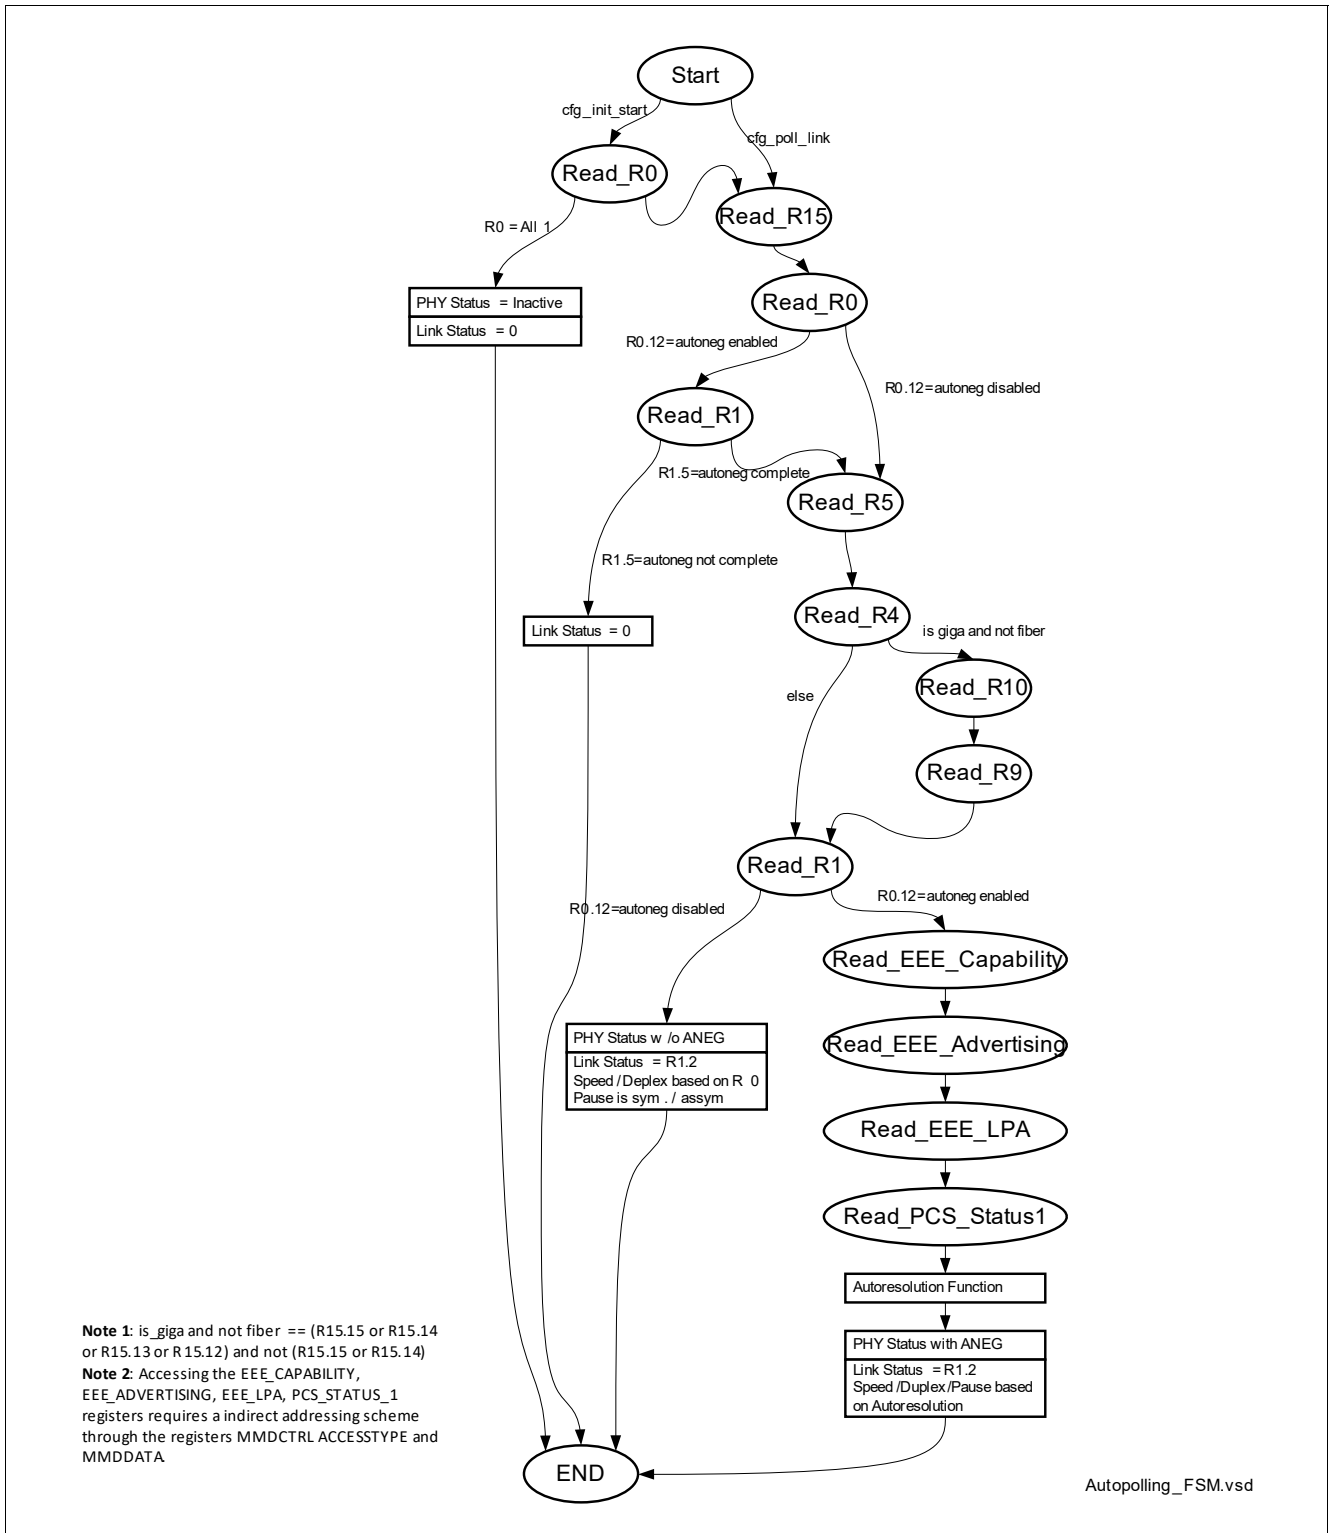 Start
cfg_init_start
cfg_poll_link
Read_R0
Read_R15
R0 = All 1
PHY Status = Inactive
Link Status = 0
Read_R0
R0.12=autoneg enabled
R0.12=autoneg disabled
Read_R1
R1.5=autoneg complete
Read_R5
R1.5=autoneg not complete
Link Status = 0
Read_R4
is giga and not fiber
Read_R10
else
Read_R9
Read_R1
R0.12=autoneg disabled
R0.12=autoneg enabled
Read_EEE_Capability
PHY Status w /o ANEG
Link Status = R1.2
Speed /Deplex based on R 0
Pause is sym . / assym
Read_EEE_Advertising
Read_EEE_LPA
Read_PCS_Status1
Autoresolution Function
PHY Status with ANEG
Link Status = R1.2
Speed /Duplex /Pause based
on Autoresolution
Note 1: is_giga and not fiber == (R15.15 or R15.14
or R15.13 or R15.12) and not (R15.15 or R15.14)
Note 2: Accessing the EEE_CAPABILITY,
EEE_ADVERTISING, EEE_LPA, PCS_STATUS_1
registers requires a indirect addressing scheme
through the registers MMDCTRL ACCESSTYPE and
MMDDATA.
END
Autopolling_FSM.vsd